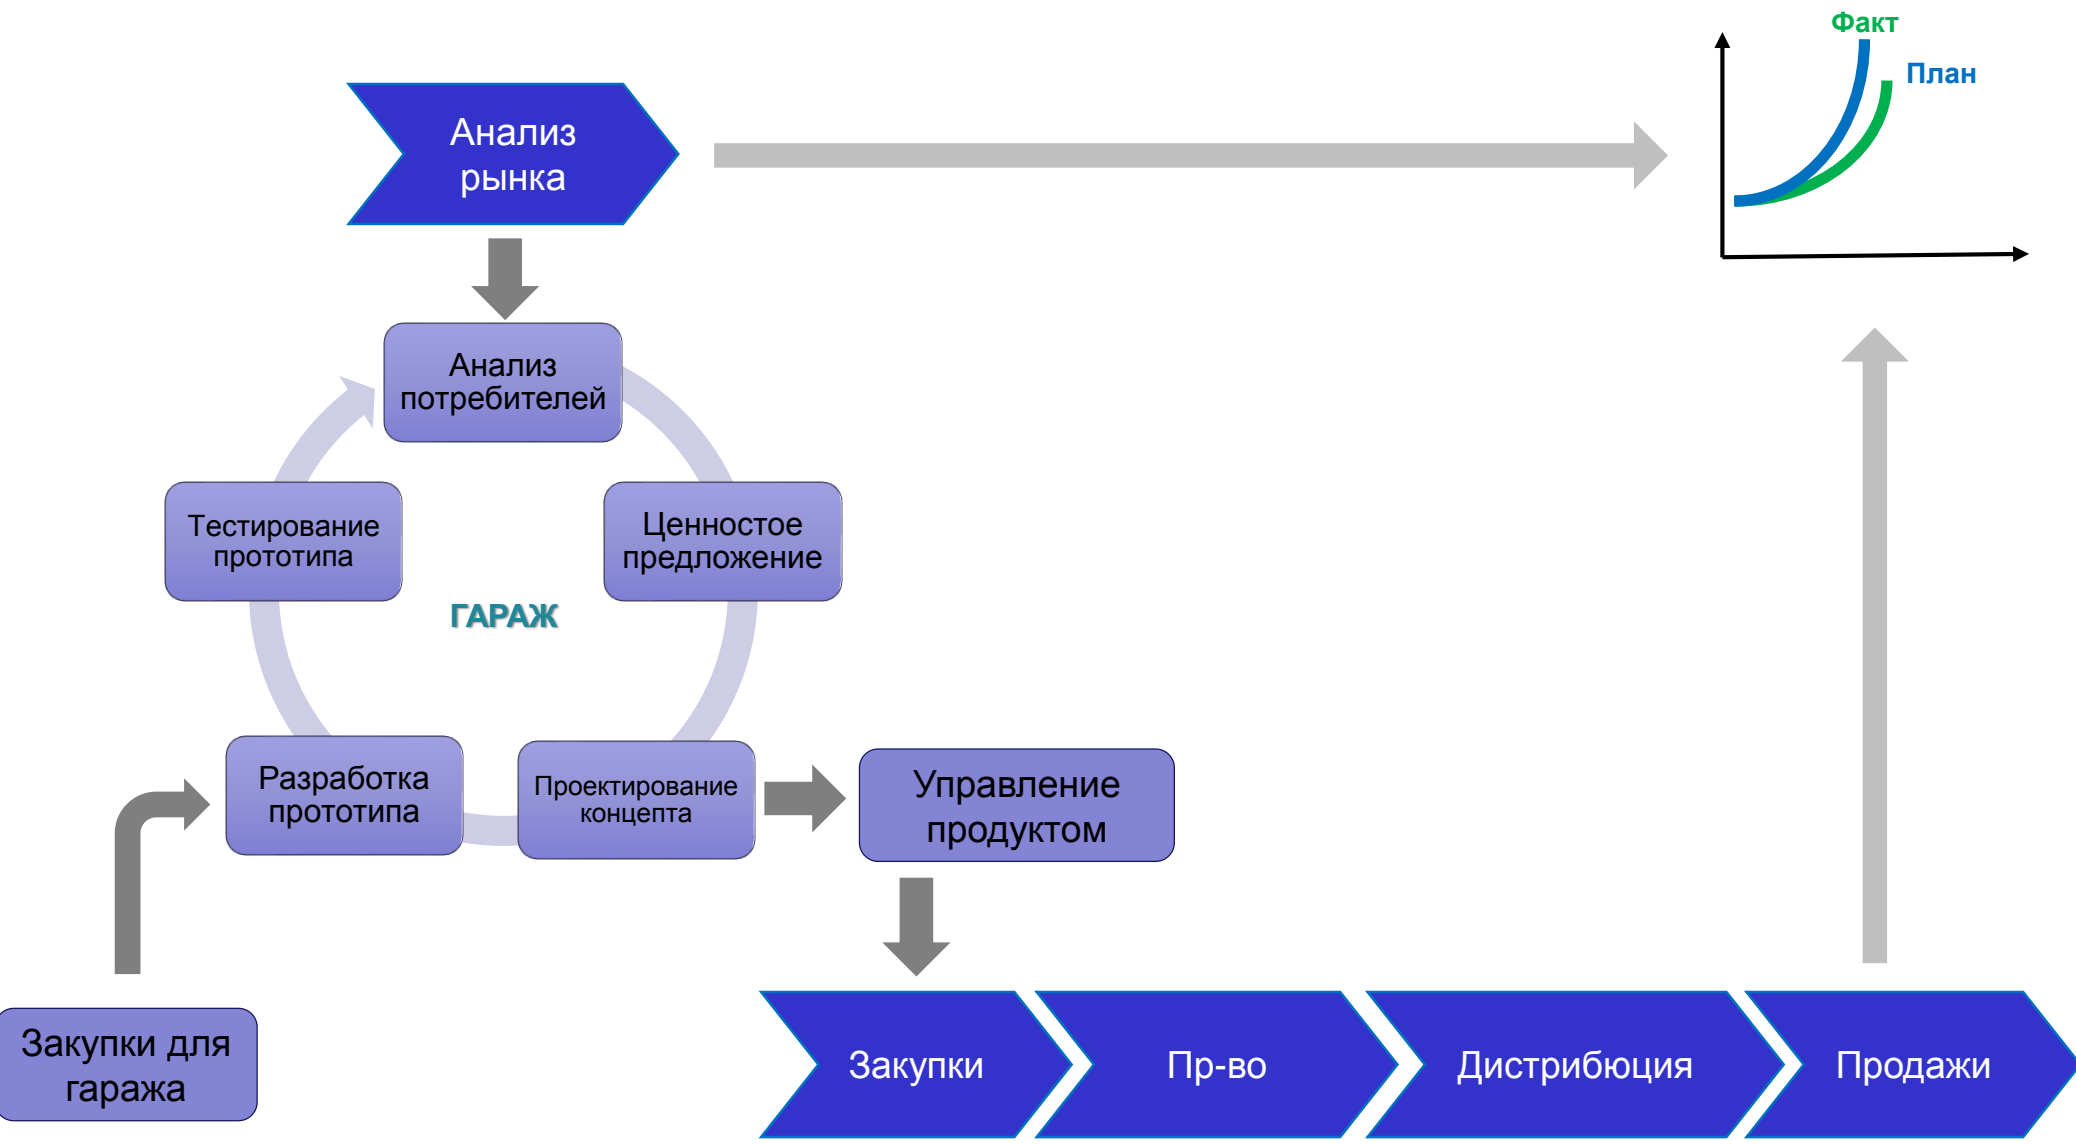 Факт
План
Анализ
рынка
Анализ
потребителей
Тестирование
прототипа
Ценностое
предложение
ГАРАЖ
Разработка
прототипа
Проектирование
концепта
Управление
продуктом
Закупки для
гаража
Закупки
Пр-во
Дистрибюция
Продажи